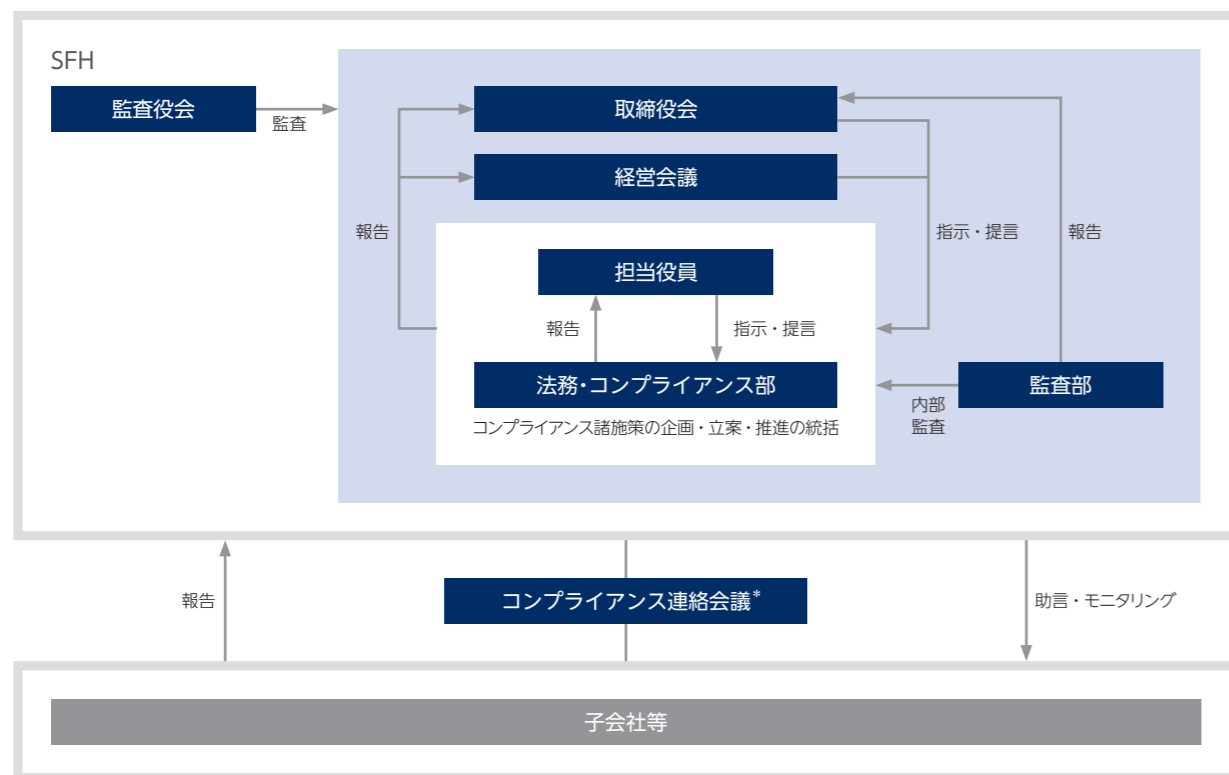 SFH
監査役会
監査
取締役会
経営会議
報告
指示・提言
報告
担当役員
報告
指示・提言
法務・コンプライアンス部
コンプライアンス諸施策の企画・立案・推進の統括
内部
監査
監査部
報告
コンプライアンス連絡会議*
助言・モニタリング
子会社等